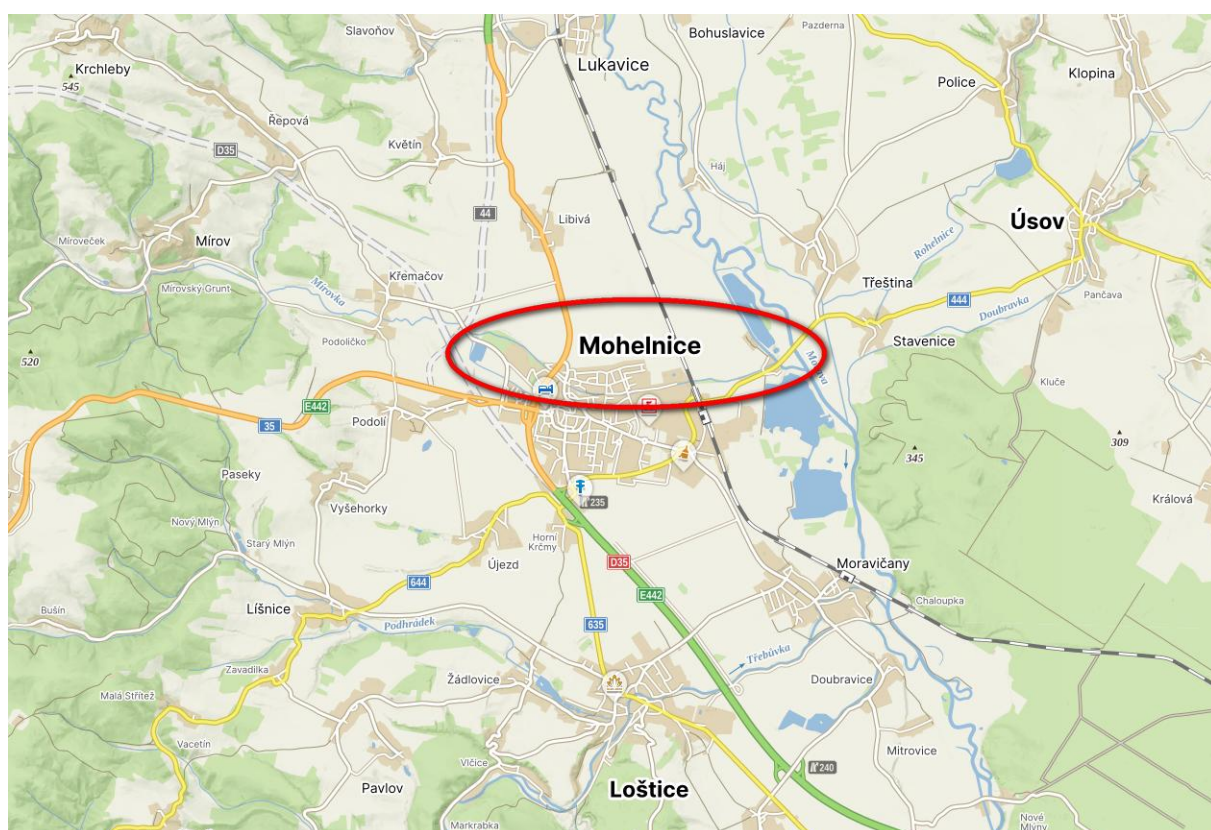 Slavoňov
Bohuslavice
Pazderna
Lukavice
Krchleby
545
Police
Klopina
Řepová
Květín
D35
Háj
44
Libivá
Úsov
Rohelnice
Míroveček
Mírov
Křemačov
Třeština
Mírovský Grunt
Mírovka
444
Doubravka
Pančava
Podolíčko
Mohelnice
Stavenice
Morava
520
Kluče
E442
35
Podolí
309
345
Paseky
Vyšehorky
235
Králová
Nový Mlýn
Starý Mlýn
Horní
Krčmy
Újezd
D35
Moravičany
644
E442
Chaloupka
Bušín
Líšnice
Podhrádek
635
Třebůvka
Zavadilka
Žádlovice
Doubravice
Malá Střítež
Vacetín
Mitrovice
Vlčice
240
Pavlov
Loštice
Markrabka
Nové
Mlýny